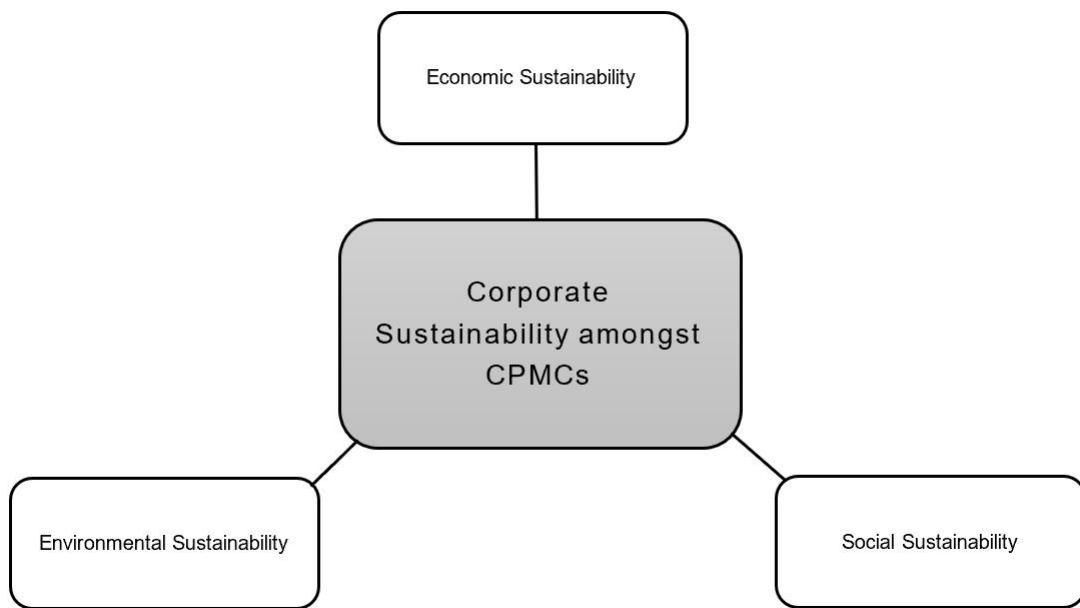 Economic Sustainability
Corporate
Sustainability amongst
CPMCs
Environmental Sustainability
Social Sustainability